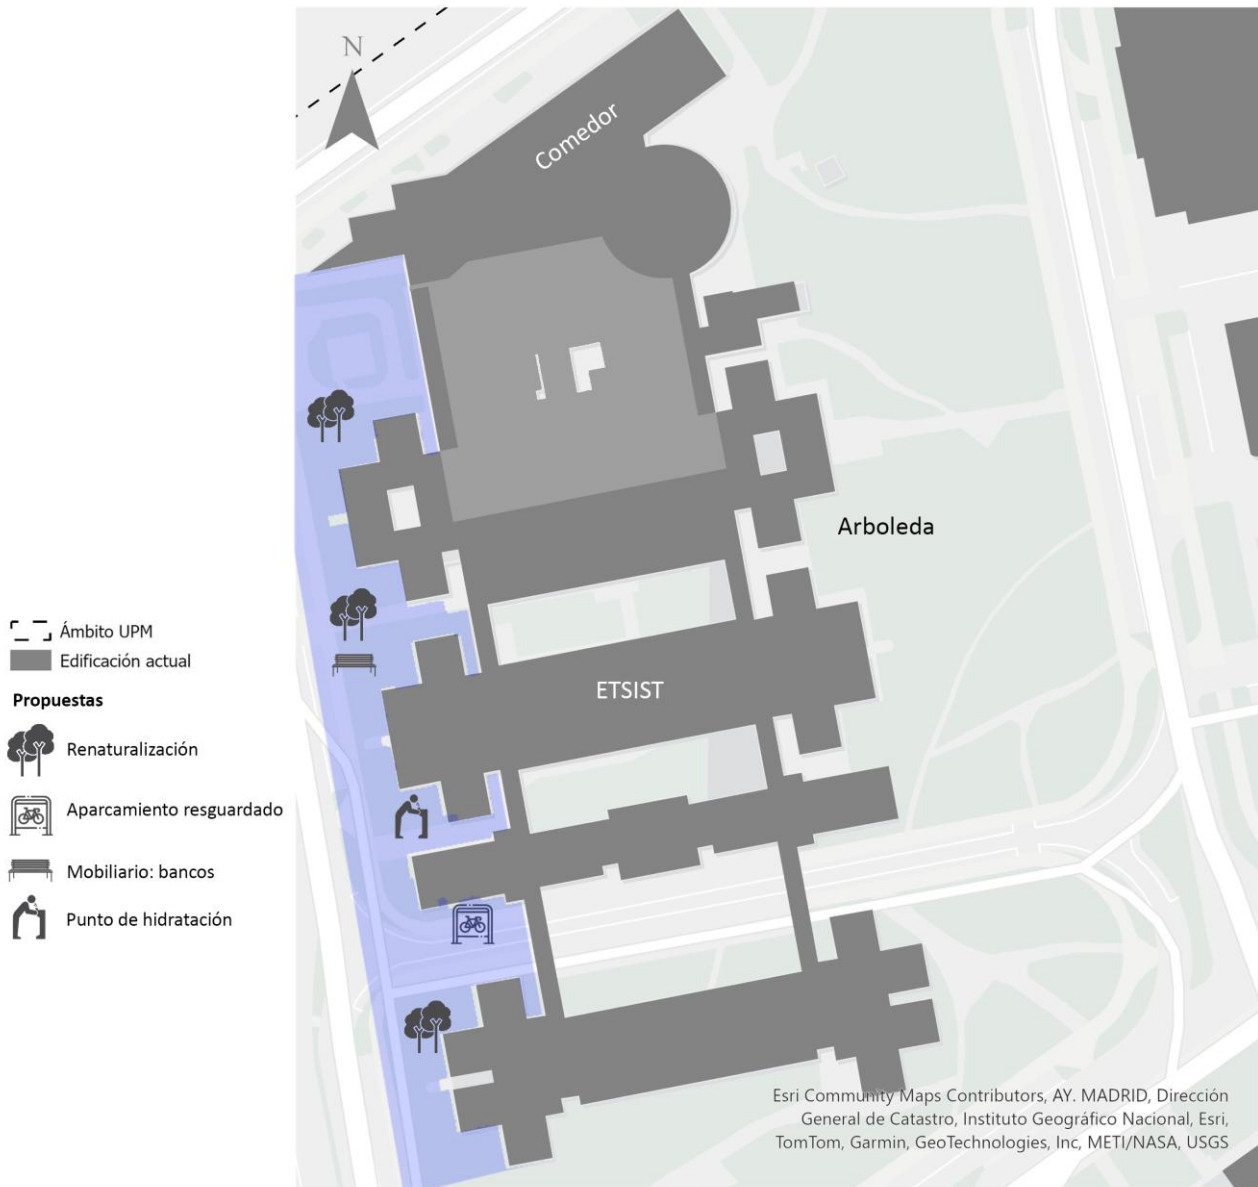 N
Comedor
Arboleda
ETSIST
Ámbito UPM
Edificación actual
Propuestas
Renaturalización
Aparcamiento resguardado
Mobiliario: bancos
Punto de hidratación
Esri Community Maps Contributors, AY. MADRID, Dirección
General de Catastro, Instituto Geográfico Nacional, Esri,
TomTom, Garmin, GeoTechnologies, Inc, METI/NASA, USGS